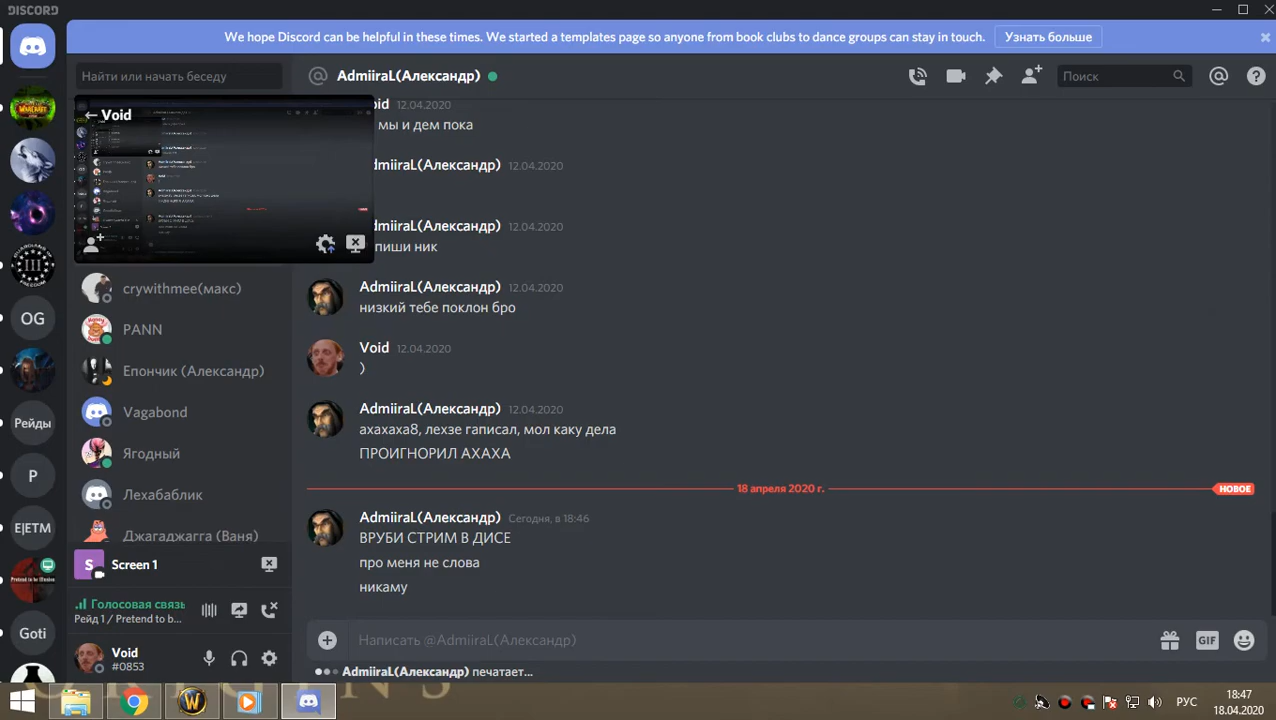 DISCORD
We hope Discord can be helpful in these times. We started a templates page so anyone from book clubs to dance groups can stay in touch.
Узнать больше
Найти или начать беседу
AdmiiraL(Александр)
Поиск
Void
OG
Рейды
P
E|ETM
Goti
crywithmee(макс)
PANN
Епончик (Александр)
Vagabond
Ягодный
Лехабаблик
Джагаджагга (Ваня)
S Screen 1
Голосовая связь
Рейд 1 / Pretend to b...
Void
#0853
12.04.2020
мы и дем пока
dmiiraL(Александр) 12.04.2020
dmiiraL(Александр) 12.04.2020
пиши ник
AdmiiraL(Александр) 12.04.2020
низкий тебе поклон бро
Void 12.04.2020
)
AdmiiraL(Александр) 12.04.2020
ахахаха8, лехзе гаписал, мол каку дела
ПРОИГНОРИЛ АХАХА
18 апреля 2020 г.
НОВОЕ
AdmiiraL(Александр) Сегодня, в 18:46
ВРУБИ СТРИМ В ДИСЕ
про меня не слова
никаму
Написать @AdmiiraL(Александр)
GIF
AdmiiraL(Александр) печатает...
РУС
18:47
18.04.2020